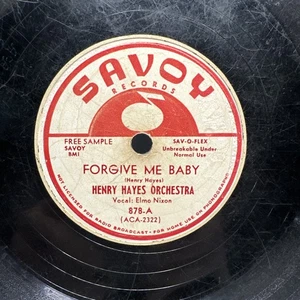 SAVOY
RECORDS
FREE SAMPLE
SAVOY
BMI
SAV-O-FLEX
Unbreakable Under
Normal Use
FORGIVE ME BABY
(Henry Hayes)
HENRY HAYES ORCHESTRA
Vocal: Elmo Nixon
878-A
(ACA-2322)
NOT LICENSED FOR RADIO BROADCAST · FOR HOME USE ON PHONOGRAPHS